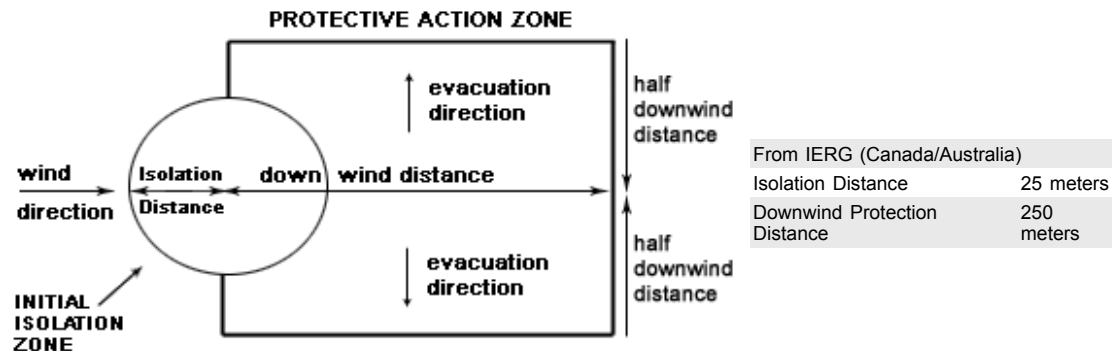 PROTECTIVE ACTION ZONE
evacuation
direction
half
downwind
distance
wind
direction
Isolation
Distance
down wind distance
evacuation
direction
half
downwind
distance
INITIAL
ISOLATION
ZONE
From IERG (Canada/Australia)
Isolation Distance 25 meters
Downwind Protection 250
Distance meters